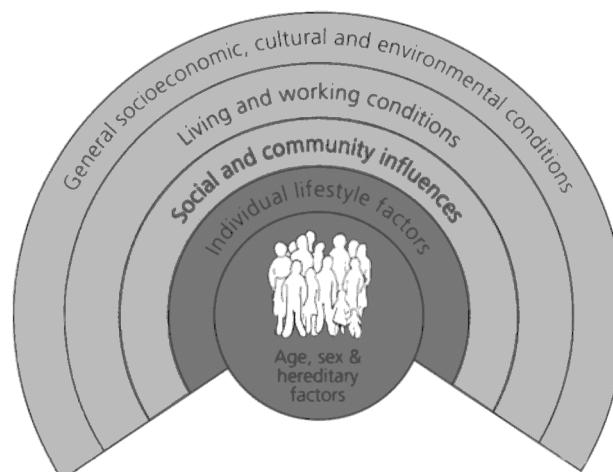 General socioeconomic, cultural and environmental conditions
Living and working conditions
Social and community influences
Individual lifestyle factors
Age, sex &
hereditary
factors